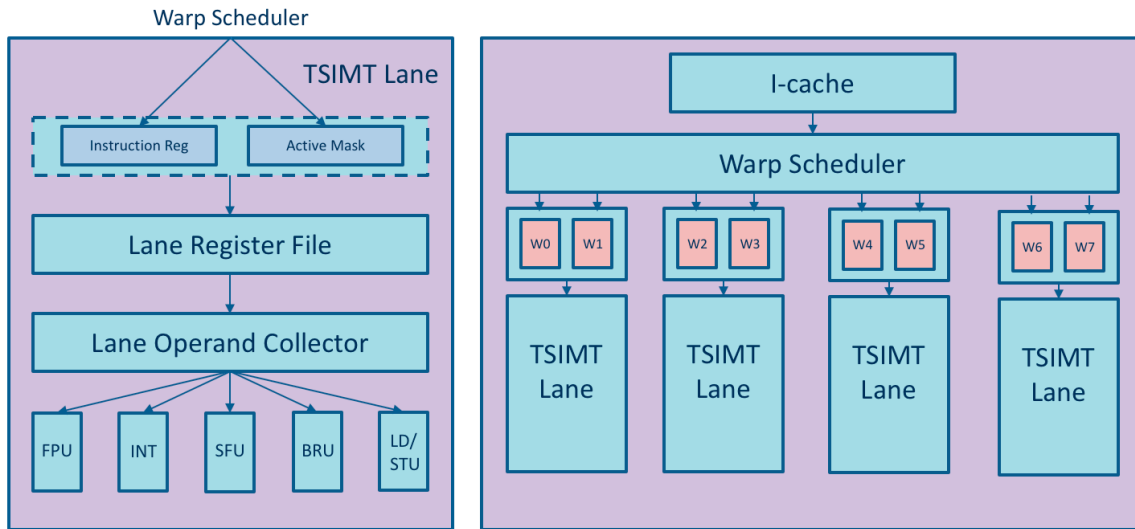 Warp Scheduler
TSIMT Lane
Instruction Reg
Active Mask
Lane Register File
Lane Operand Collector
FPU
INT
SFU
BRU
LD/
STU
I-cache
Warp Scheduler
W0
W1
W2
W3
W4
W5
W6
W7
TSIMT
Lane
TSIMT
Lane
TSIMT
Lane
TSIMT
Lane